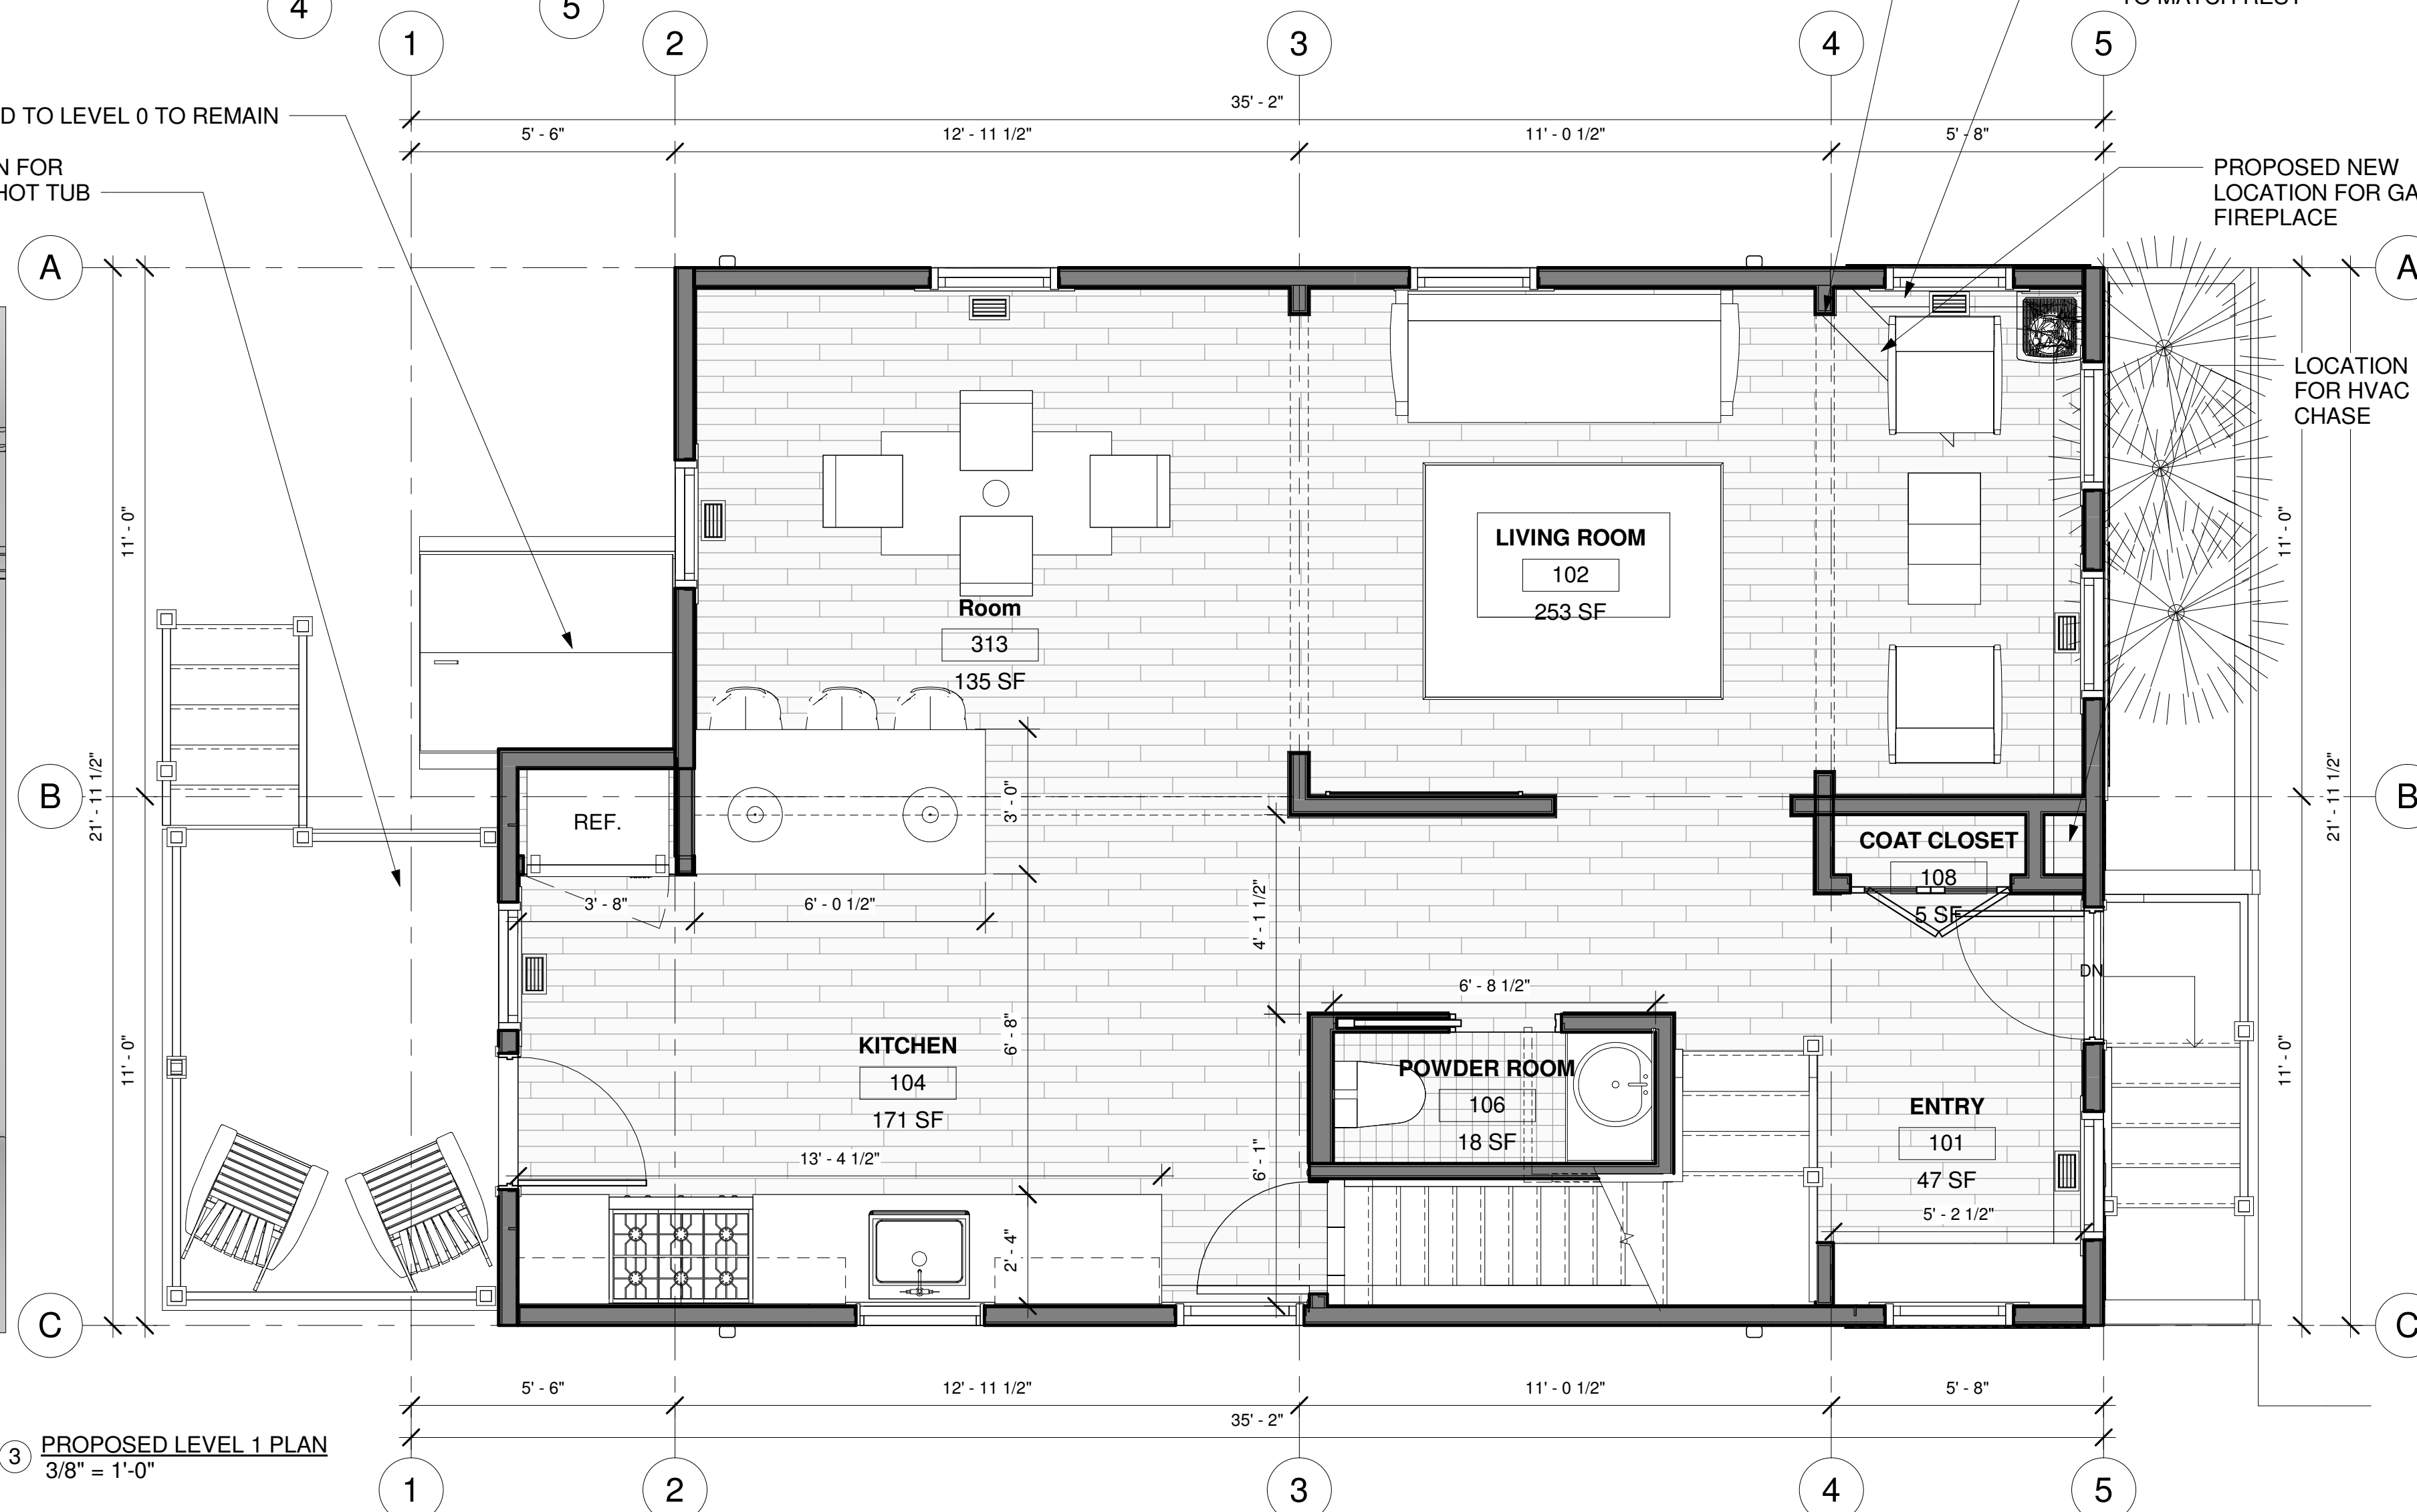 4
5
TO MATCH REST
1
2
3
4
5
35' - 2"
D TO LEVEL 0 TO REMAIN
5' - 6"
12' - 11 1/2"
11' - 0 1/2"
5' - 8"
N FOR
HOT TUB
PROPOSED NEW
LOCATION FOR GA
FIREPLACE
A
A
LOCATION
FOR HVAC
CHASE
11' - 0"
11' - 0"
LIVING ROOM
102
253 SF
Room
313
135 SF
21' - 11 1/2"
21' - 11 1/2"
B
B
3' - 0"
REF.
COAT CLOSET
108
5 SF
3' - 8"
6' - 0 1/2"
4' - 1 1/2"
DN
6' - 8 1/2"
KITCHEN
104
171 SF
6' - 8"
11' - 0"
11' - 0"
POWDER ROOM
106
18 SF
ENTRY
101
47 SF
13' - 4 1/2"
6' - 1"
5' - 2 1/2"
2' - 4"
C
C
5' - 6"
12' - 11 1/2"
11' - 0 1/2"
5' - 8"
35' - 2"
3
PROPOSED LEVEL 1 PLAN
3/8" = 1'-0"
1
2
3
4
5